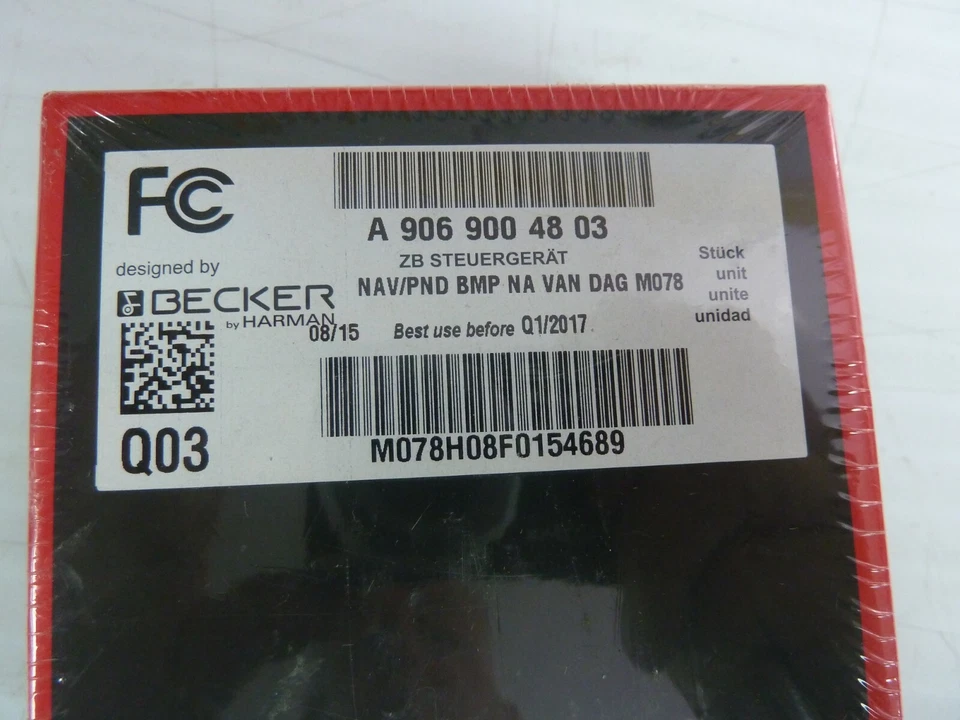 FCC
A 906 900 48 03
ZB STEUERGERÄT
NAV/PND BMP NA VAN DAG M078
Stück
unit
unite
unidad
designed by
BECKER
by HARMAN
08/15 Best use before Q1/2017
Q03
M078H08F0154689